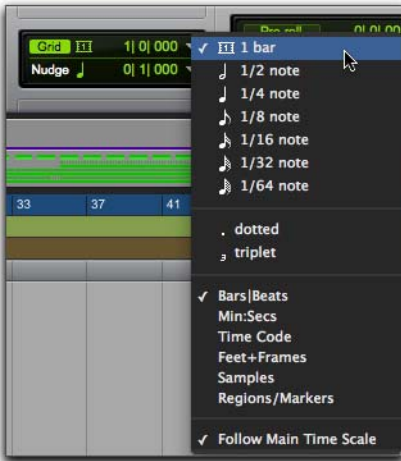 Grid 1| 0| 000
Nudge 0| 1| 000
Pre-roll 0| 0| 00
✓ 1 bar
1/2 note
1/4 note
1/8 note
1/16 note
1/32 note
1/64 note
. dotted
3 triplet
✓ Bars|Beats
Min:Secs
Time Code
Feet+Frames
Samples
Regions/Markers
✓ Follow Main Time Scale
33 37 41